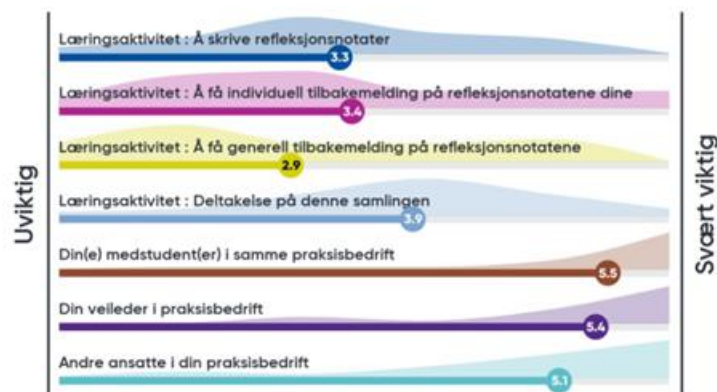 Læringsaktivitet : Å skrive refleksjonsnotater
3.3
Læringsaktivitet : Å få individuell tilbakemelding på refleksjonsnotatene dine
3.4
Læringsaktivitet : Å få generell tilbakemelding på refleksjonsnotatene
2.9
Læringsaktivitet : Deltakelse på denne samlingen
3.9
Din(e) medstudent(er) i samme praksisbedrift
5.5
Din veileder i praksisbedrift
5.4
Andre ansatte i din praksisbedrift
5.1
Uviktig
Svært viktig